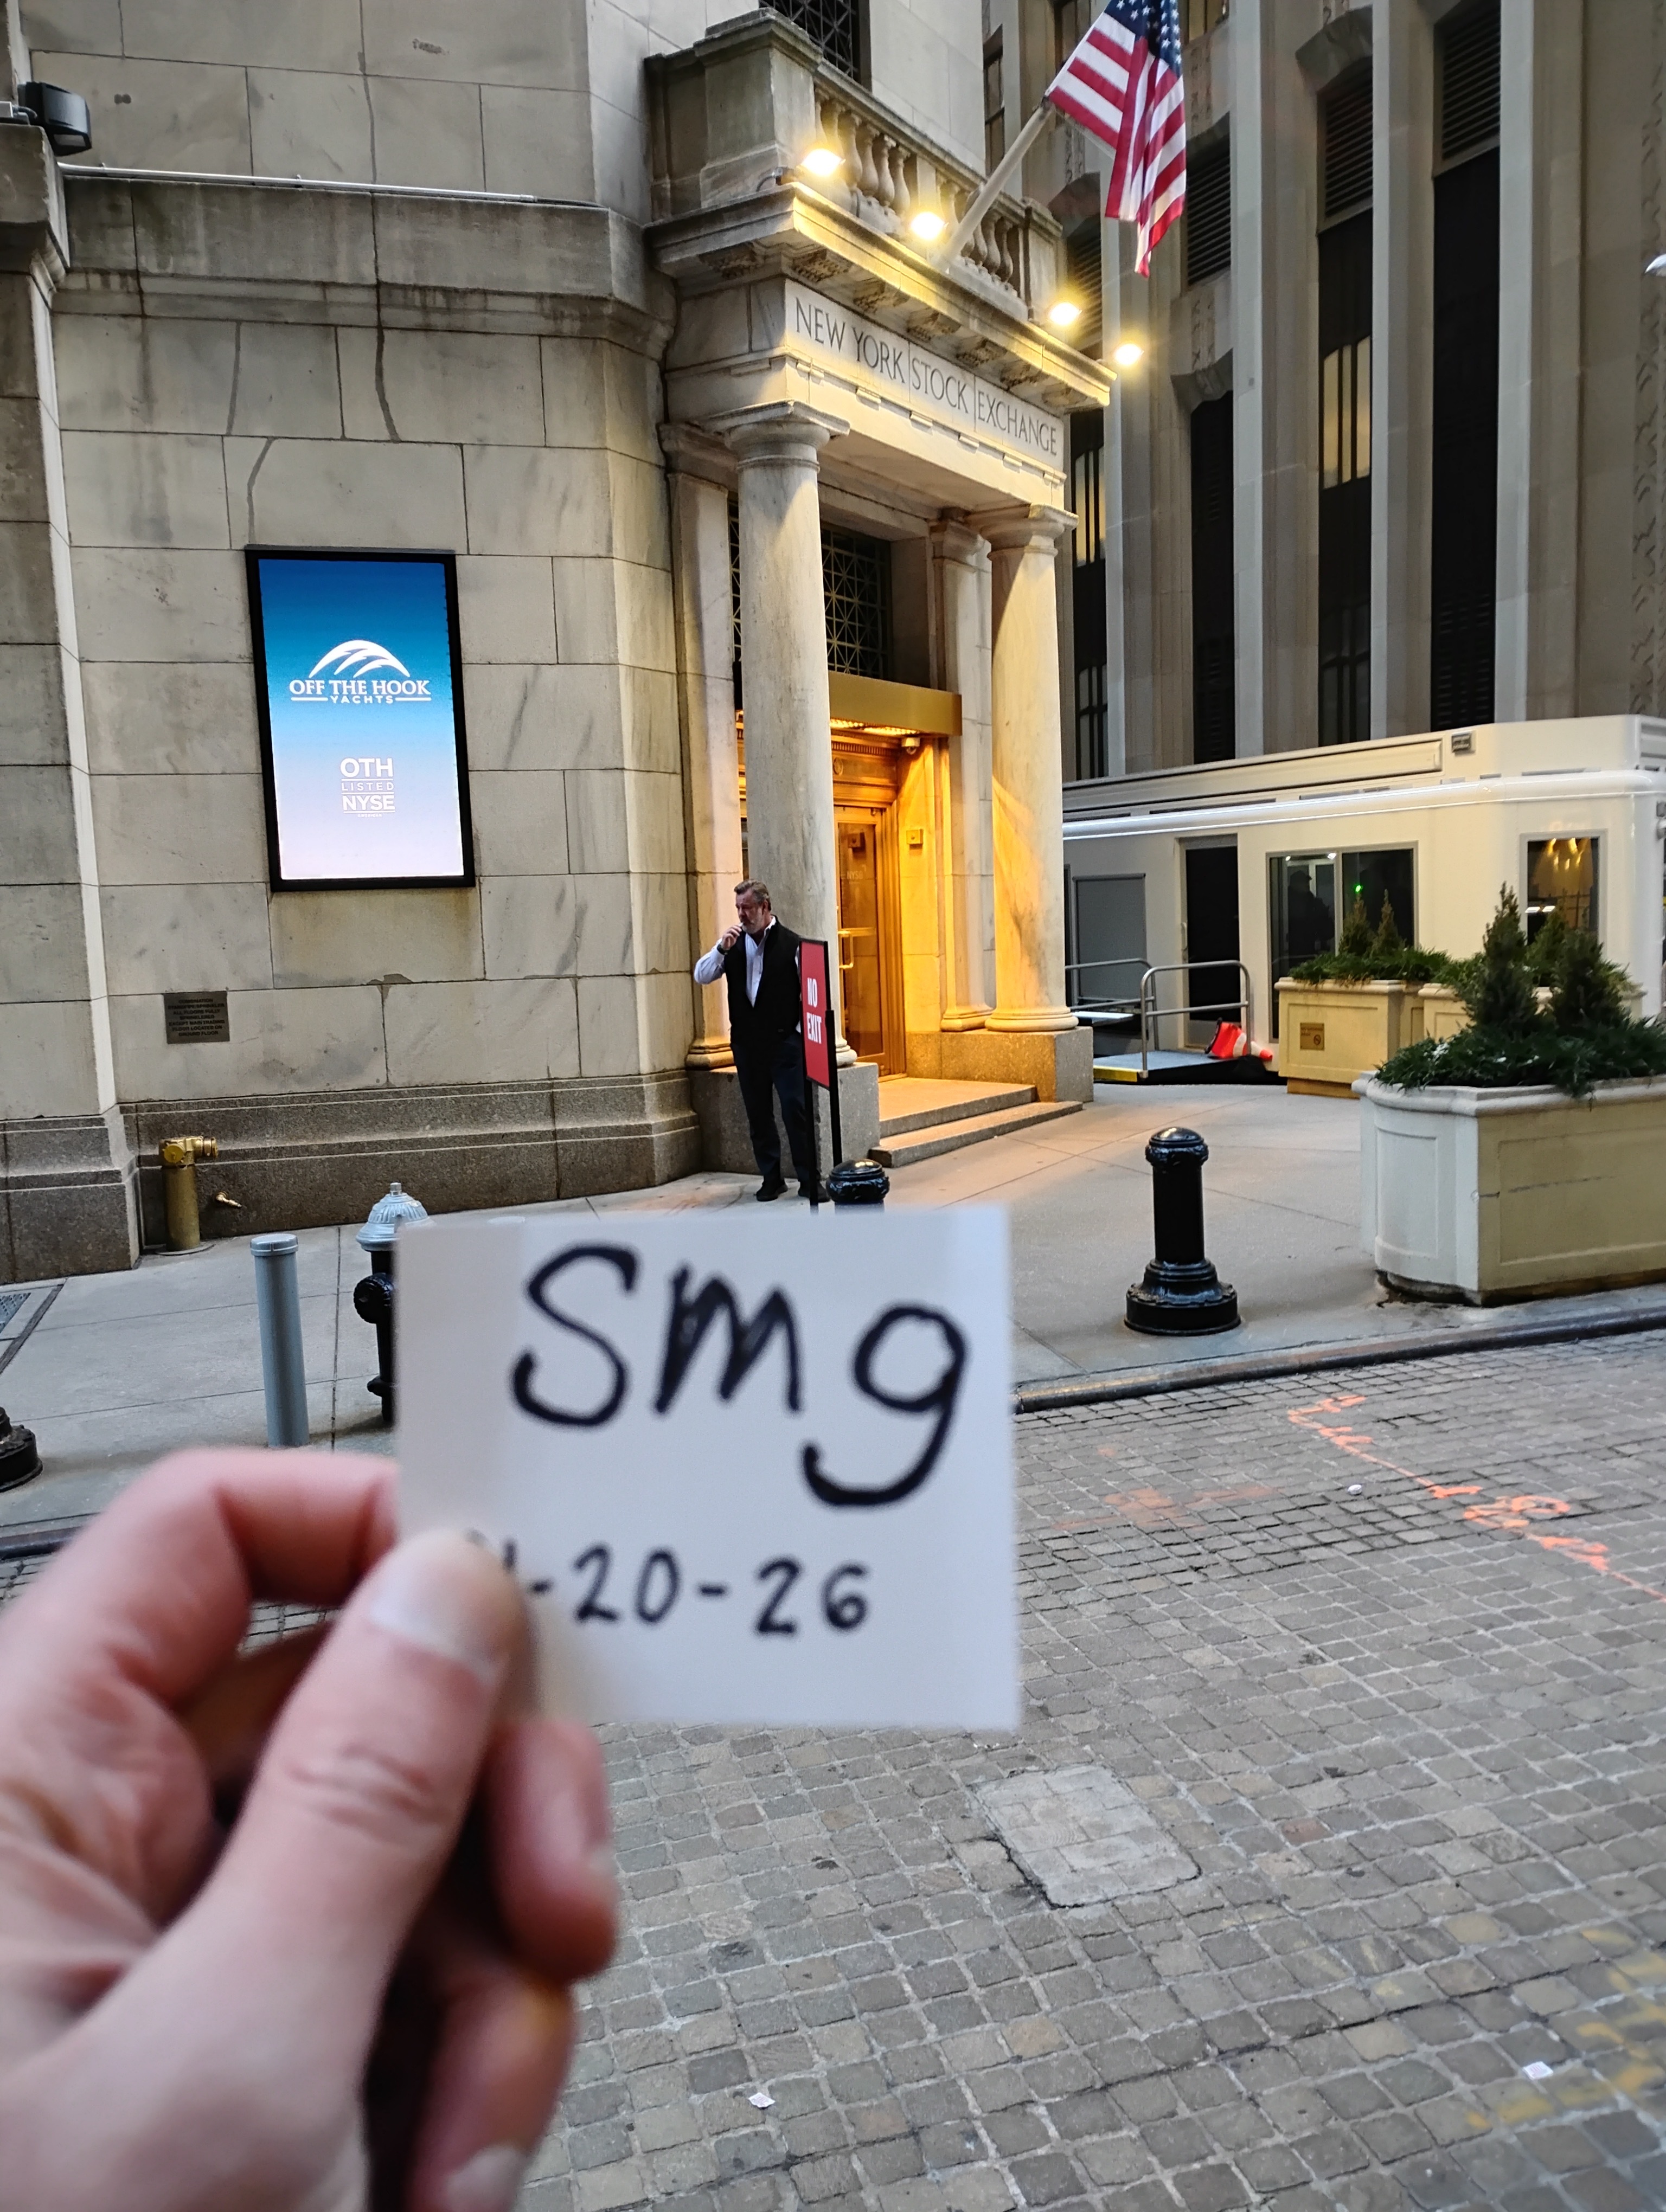 NEW YORK STOCK EXCHANGE
OFF THE HOOK
YACHTS
OTH
LISTED
NYSE
NO
EXIT
Smg
-20-26